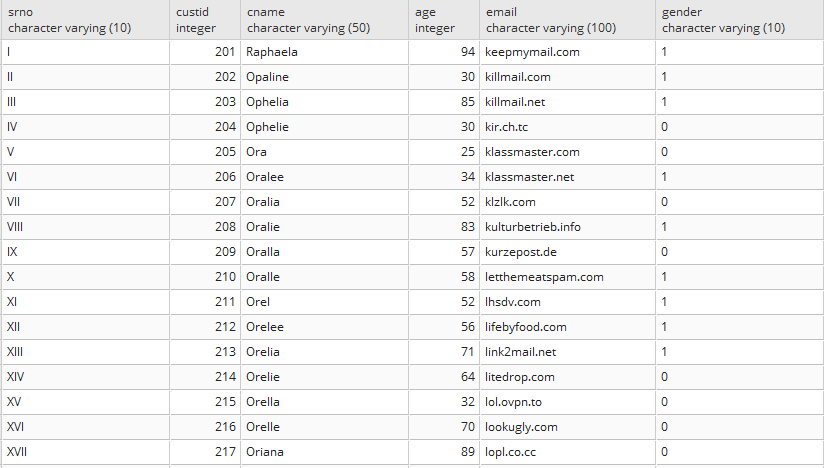 srno custid cname age email gender
character varying (10) integer character varying (50) integer character varying (100) character varying (10)
I 201 Raphaela 94 keepmymail.com 1
II 202 Opaline 30 killmail.com 1
III 203 Ophelia 85 killmail.net 1
IV 204 Ophelie 30 kir.ch.tc 0
V 205 Ora 25 klassmaster.com 0
VI 206 Oralee 34 klassmaster.net 1
VII 207 Oralia 52 klzlk.com 0
VIII 208 Oralie 83 kulturbetrieb.info 1
IX 209 Oralla 57 kurzepost.de 0
X 210 Oralle 58 letthemeatspam.com 1
XI 211 Orel 52 lhsdv.com 1
XII 212 Orelee 56 lifebyfood.com 1
XIII 213 Orelia 71 link2mail.net 1
XIV 214 Orelie 64 litedrop.com 0
XV 215 Orella 32 lol.ovpn.to 0
XVI 216 Orelle 70 lookugly.com 0
XVII 217 Oriana 89 lopl.co.cc 0